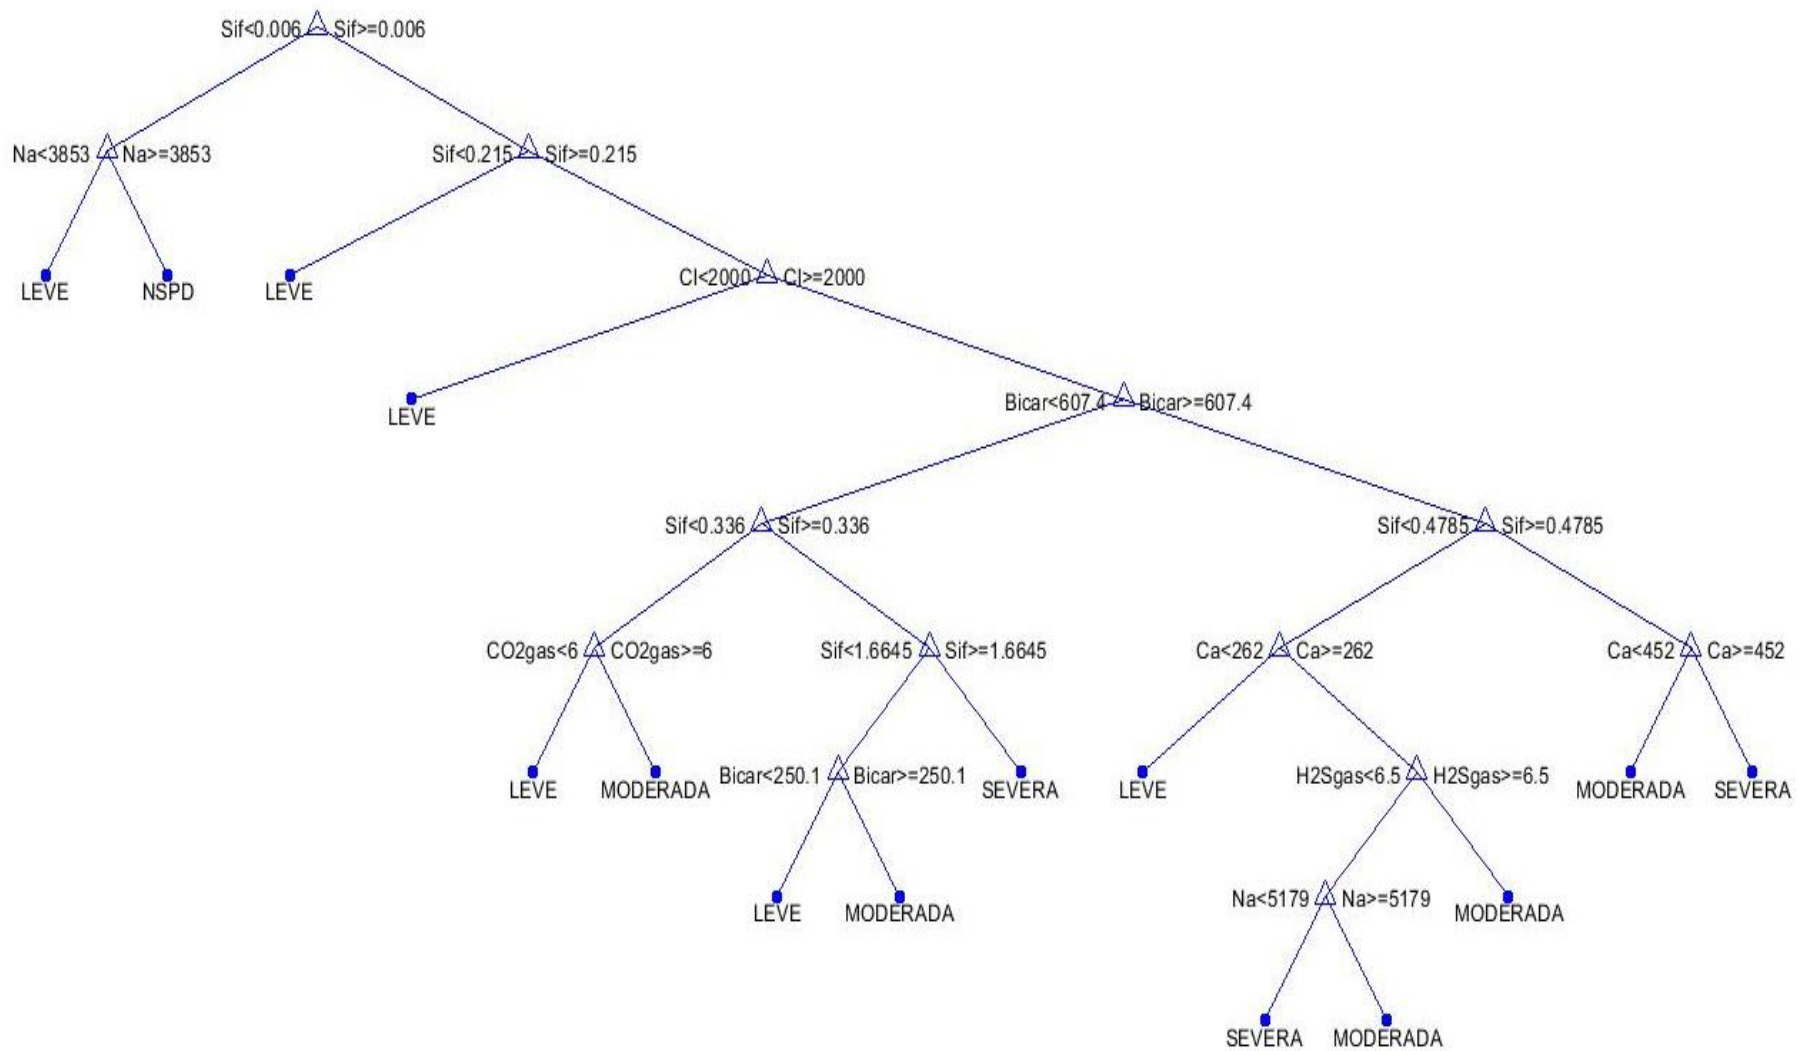 Sif<0.006 Sif>=0.006
Na<3853 Na>=3853 Sif<0.215 Sif>=0.215
LEVE NSPD LEVE Cl<2000 Cl>=2000
LEVE Bicar<607.4 Bicar>=607.4
Sif<0.336 Sif>=0.336 Sif<0.4785 Sif>=0.4785
CO2gas<6 CO2gas>=6 Sif<1.6645 Sif>=1.6645 Ca<262 Ca>=262 Ca<452 Ca>=452
LEVE MODERADA Bicar<250.1 Bicar>=250.1 SEVERA LEVE H2Sgas<6.5 H2Sgas>=6.5 MODERADA SEVERA
LEVE MODERADA Na<5179 Na>=5179 MODERADA
SEVERA MODERADA